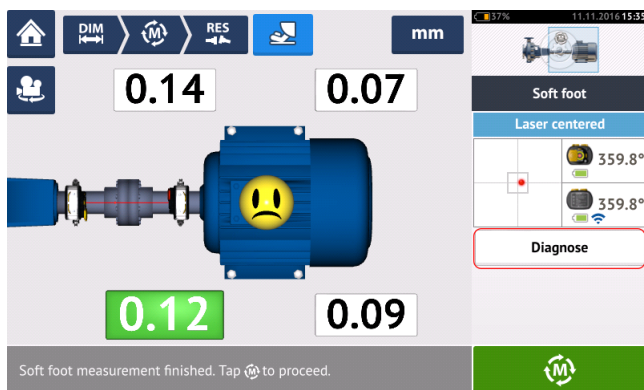 DIM
M
RES
mm
37%
11.11.2016 15:35
0.14
0.07
Soft foot
Laser centered
359.8°
359.8°
Diagnose
0.12
0.09
Soft foot measurement finished. Tap M to proceed.
M